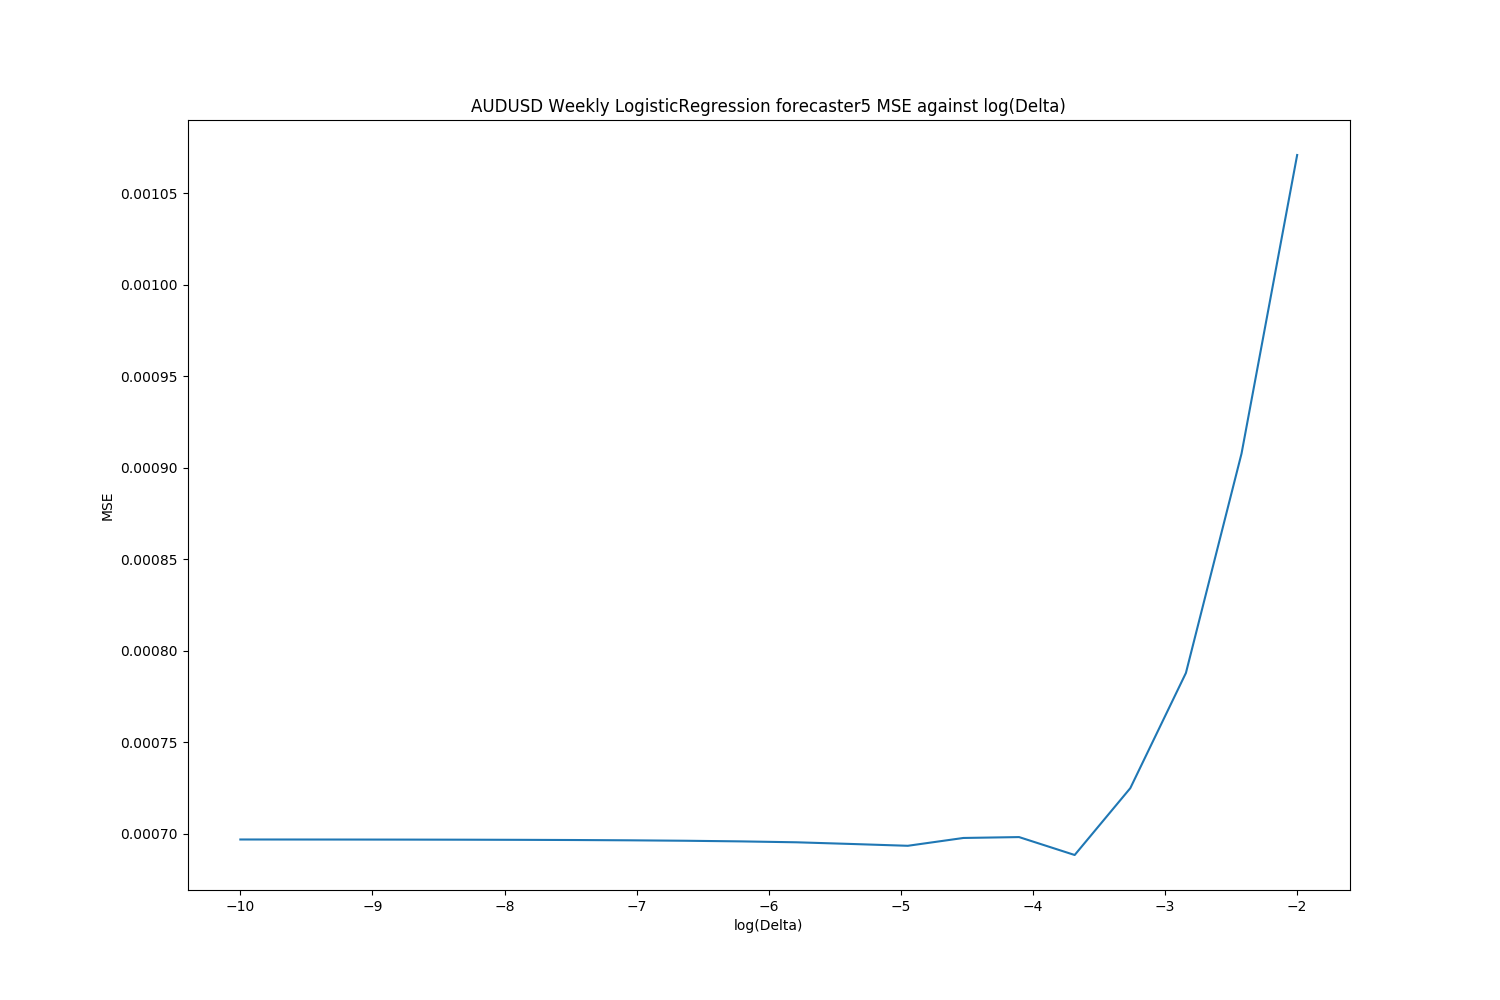 AUDUSD Weekly LogisticRegression forecaster5 MSE against log(Delta)
0.00105
0.00100
0.00095
0.00090
MSE
0.00085
0.00080
0.00075
0.00070
−10 −9 −8 −7 −6 −5 −4 −3 −2
log(Delta)